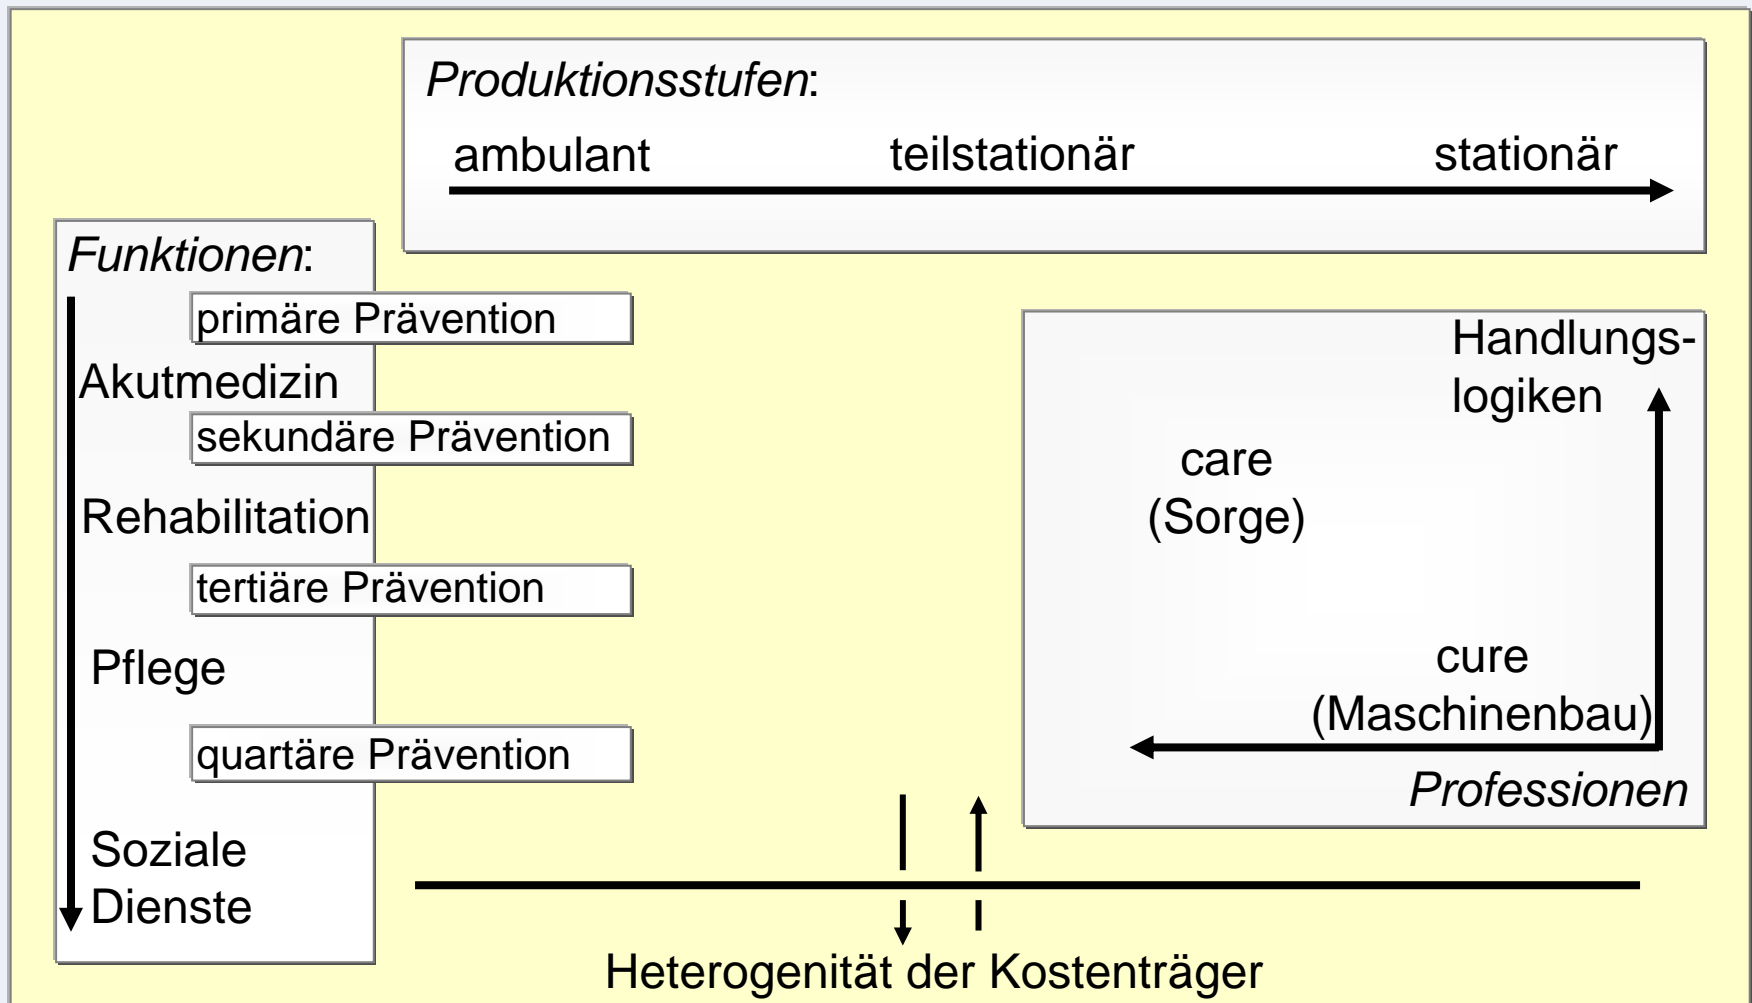 Produktionsstufen:
ambulant teilstationär stationär
Funktionen:
primäre Prävention
Akutmedizin
sekundäre Prävention
Rehabilitation
tertiäre Prävention
Pflege
quartäre Prävention
Soziale
Dienste
Handlungs-
logiken
care
(Sorge)
cure
(Maschinenbau)
Professionen
Heterogenität der Kostenträger